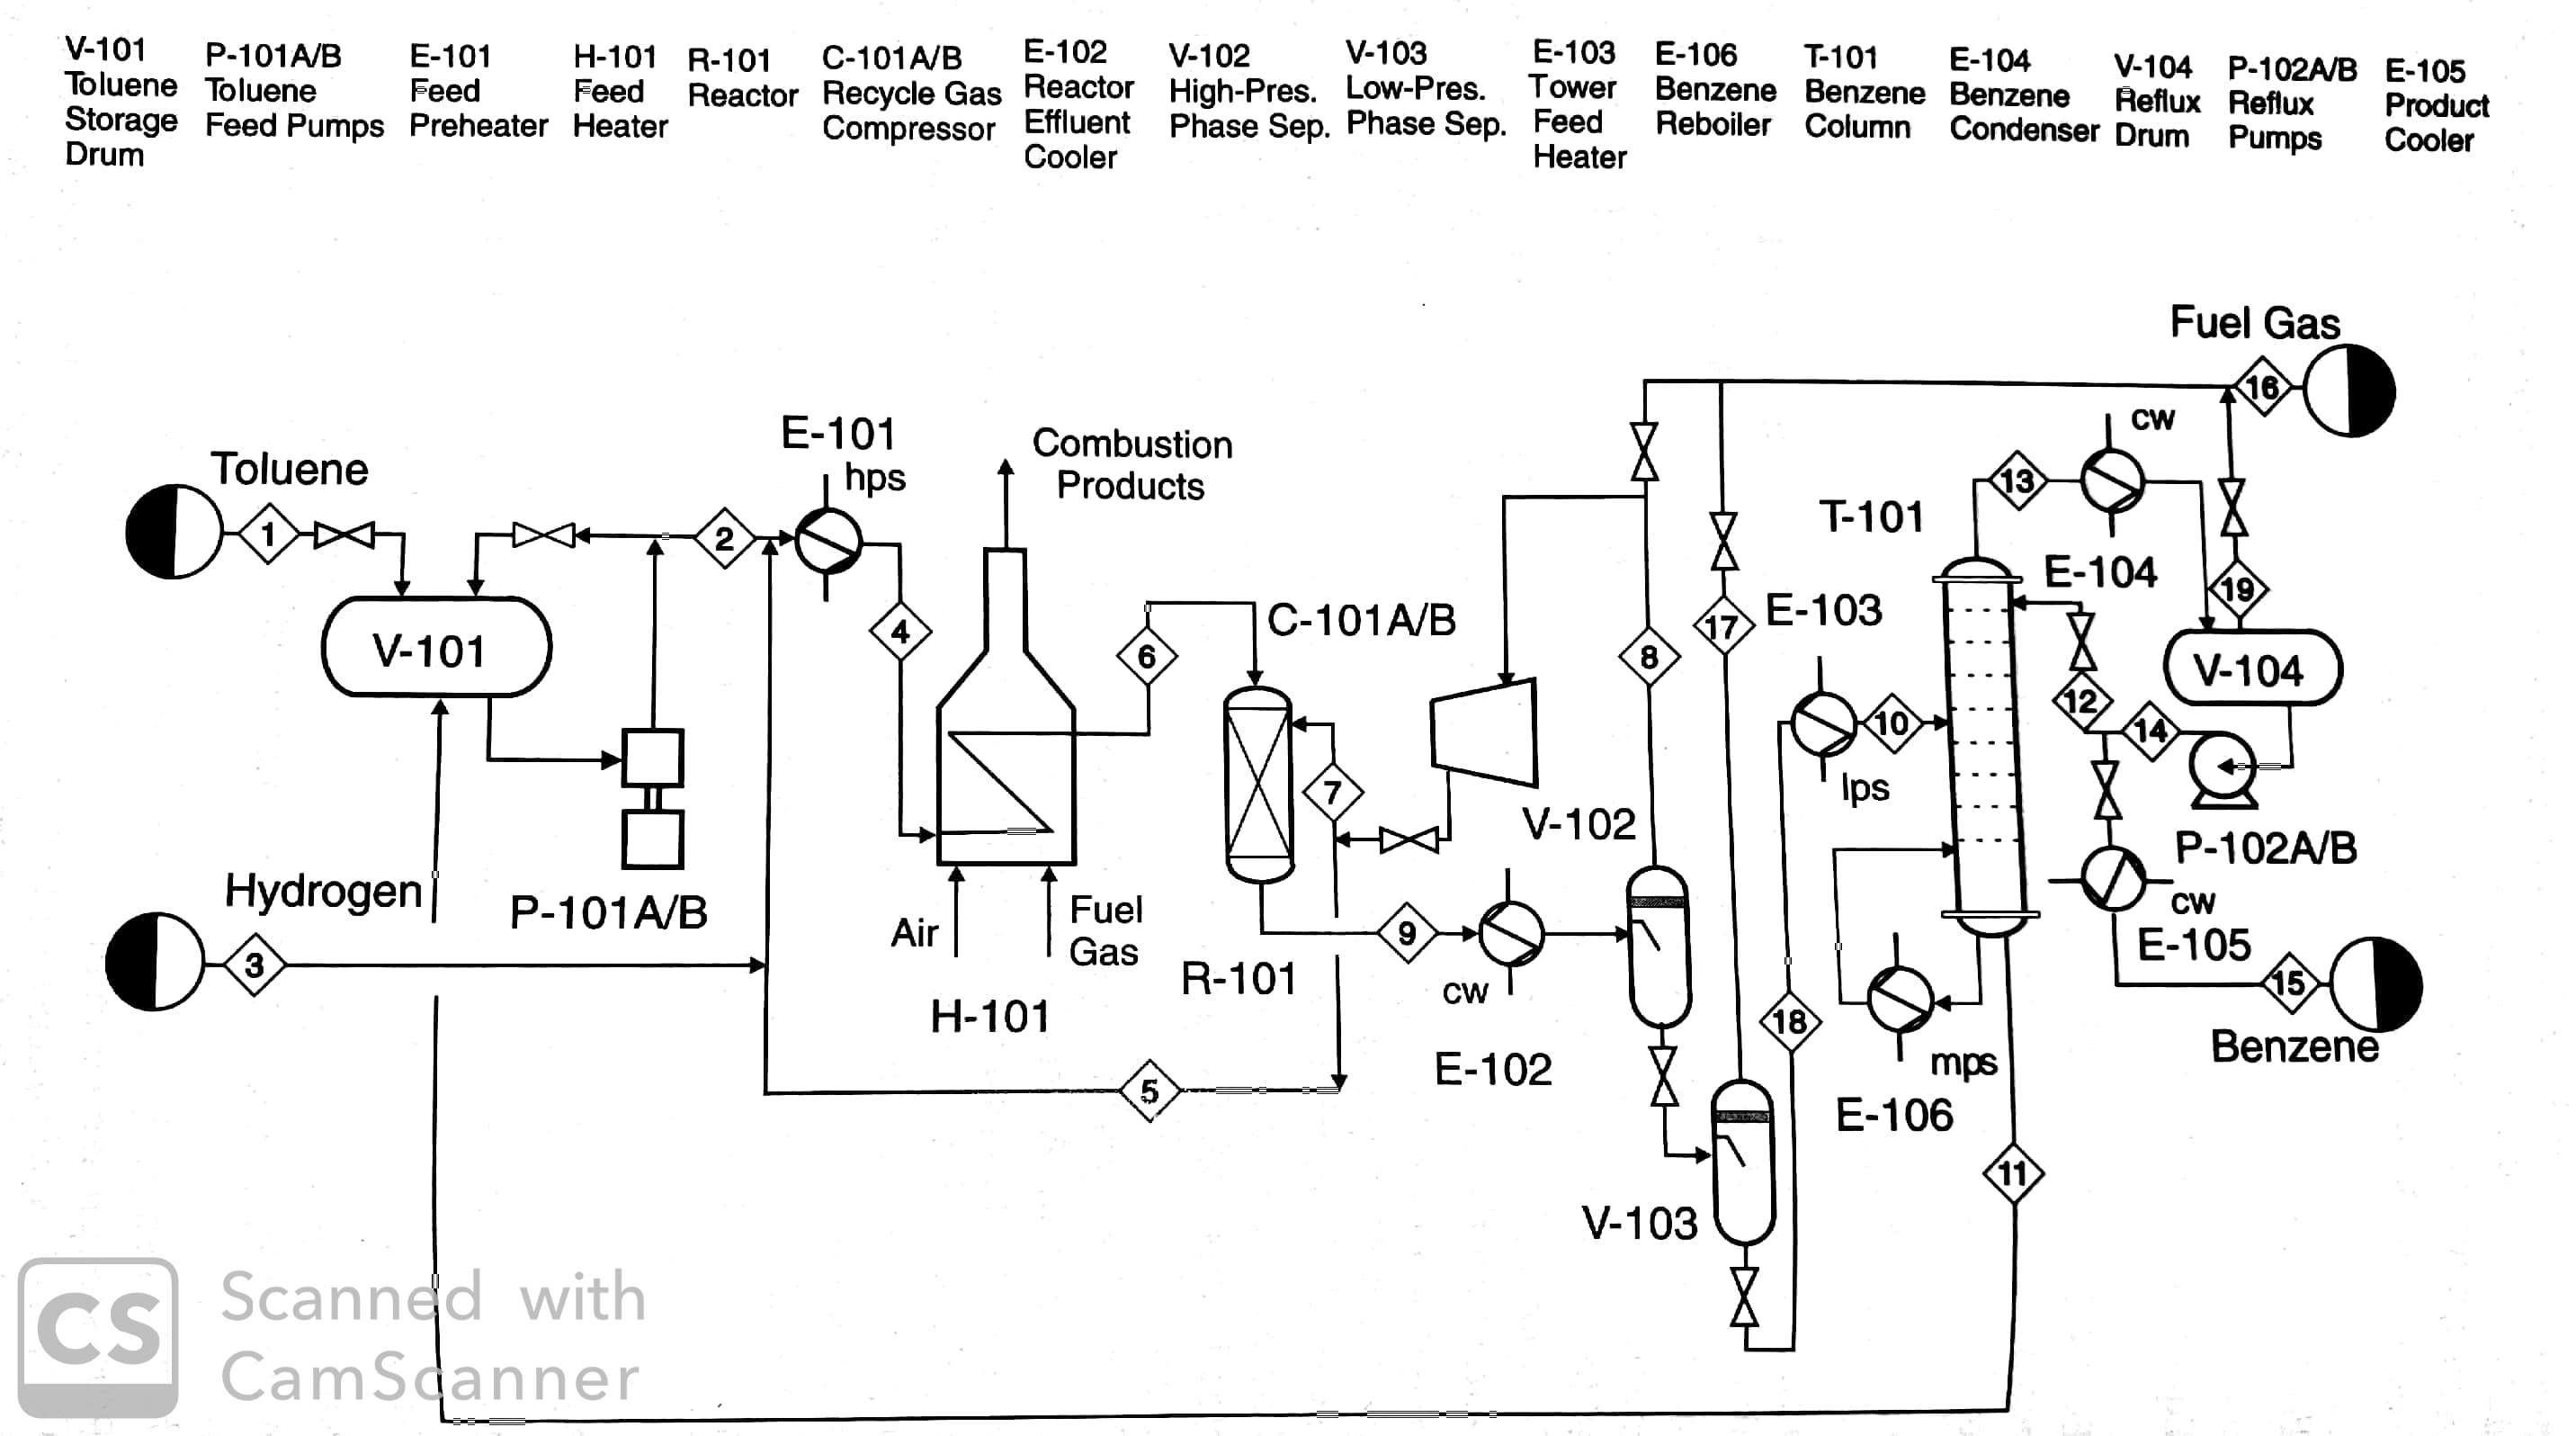 V-101
Toluene
Storage
Drum
P-101A/B
Toluene
Feed Pumps
E-101
Feed
Preheater
H-101
Feed
Heater
R-101
Reactor
C-101A/B
Recycle Gas
Compressor
E-102
Reactor
Effluent
Cooler
V-102
High-Pres.
Phase Sep.
V-103
Low-Pres.
Phase Sep.
E-103
Tower
Feed
Heater
E-106
Benzene
Reboiler
T-101
Benzene
Column
E-104
Benzene
Condenser
V-104
Reflux
Drum
P-102A/B
Reflux
Pumps
E-105
Product
Cooler
Fuel Gas
16
cw
E-101
hps
Combustion
Products
Toluene
1
2
13
T-101
E-104
19
4
C-101A/B
6
8
17
E-103
V-101
V-104
12
10
14
7
lps
V-102
P-102A/B
Hydrogen
P-101A/B
Air
Fuel
Gas
9
cw
E-105
3
R-101
cw
15
H-101
18
Benzene
E-102
mps
5
E-106
11
V-103
CS
Scanned with
CamScanner